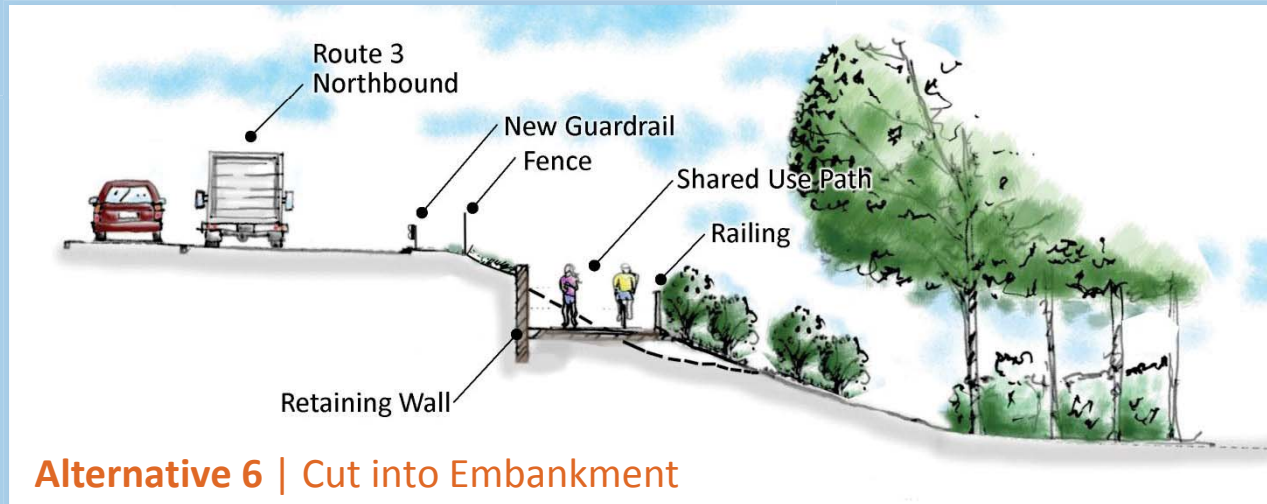 Route 3
Northbound
New Guardrail
Fence
Shared Use Path
Railing
Retaining Wall
Alternative 6 | Cut into Embankment